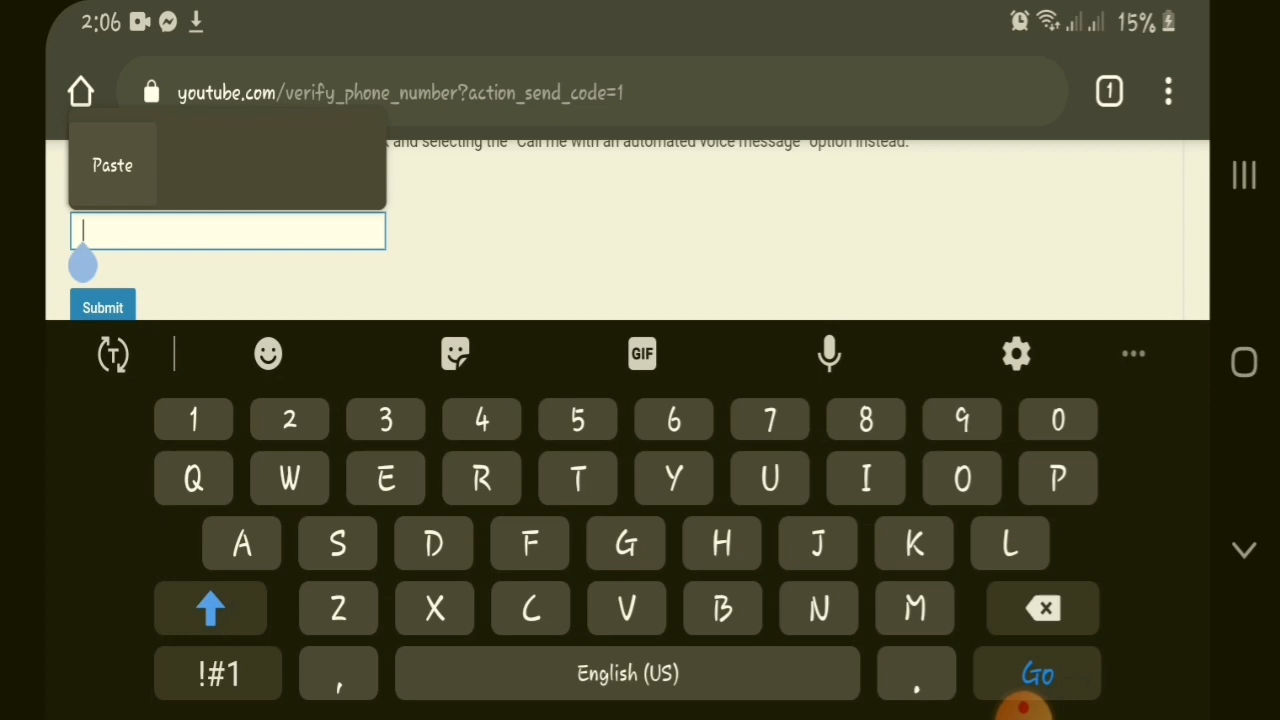 2:06 15%
youtube.com/verify_phone_number?action_send_code=1 1
and selecting the "Call me with an automated voice message" option instead.
Paste
Submit
T GIF
1 2 3 4 5 6 7 8 9 0
Q W E R T Y U I O P
A S D F G H J K L
Z X C V B N M
!#1 , English (US) . Go